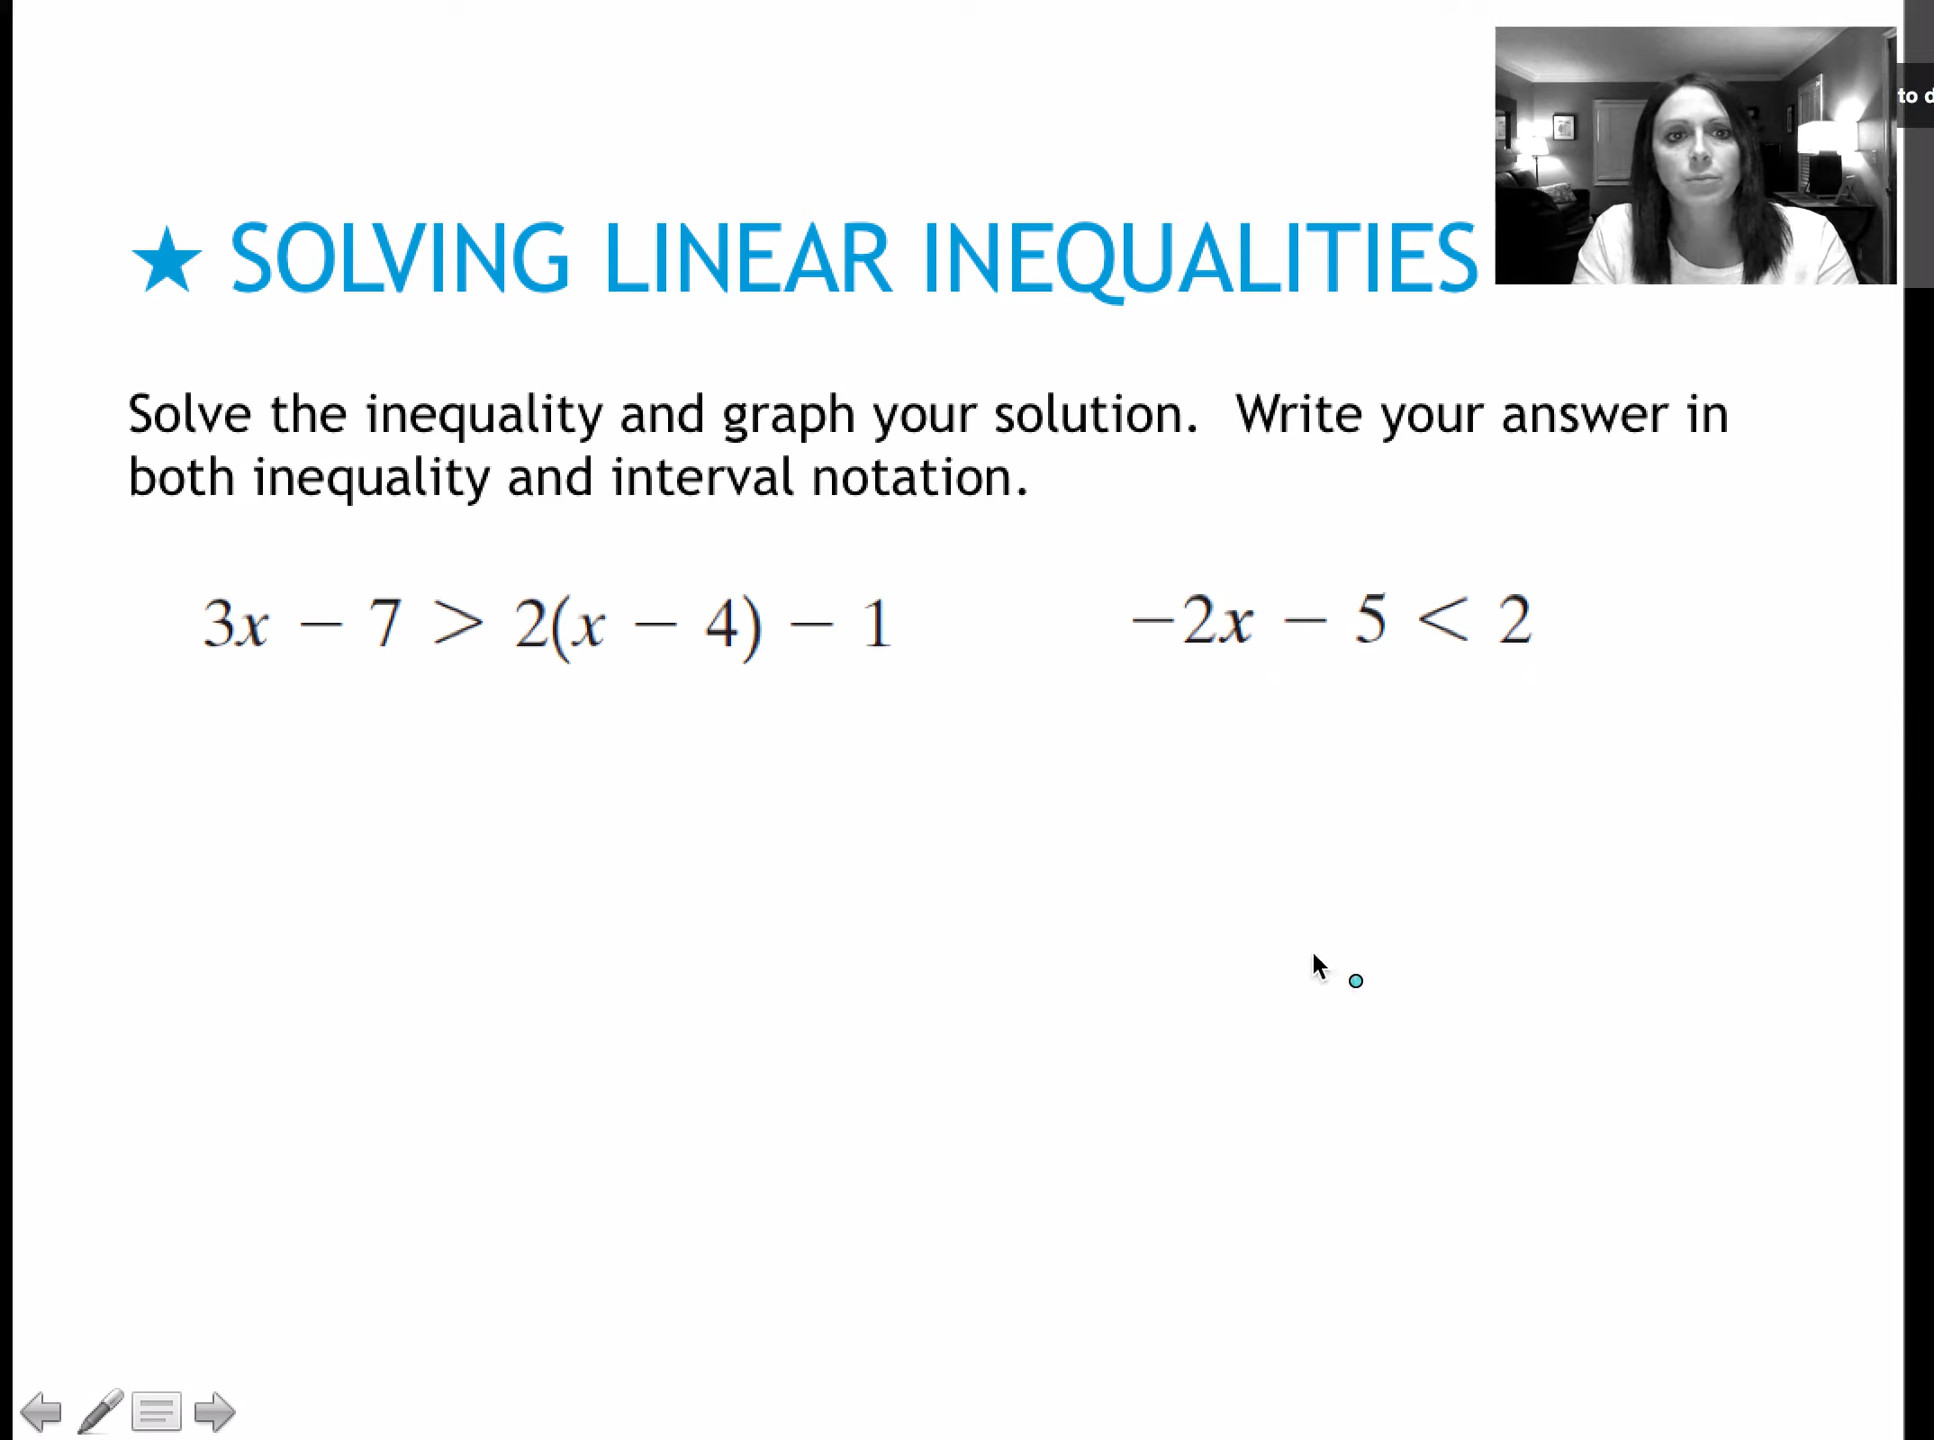 to d
★ SOLVING LINEAR INEQUALITIES
Solve the inequality and graph your solution. Write your answer in
both inequality and interval notation.
3x − 7 > 2(x − 4) − 1
−2x − 5 < 2